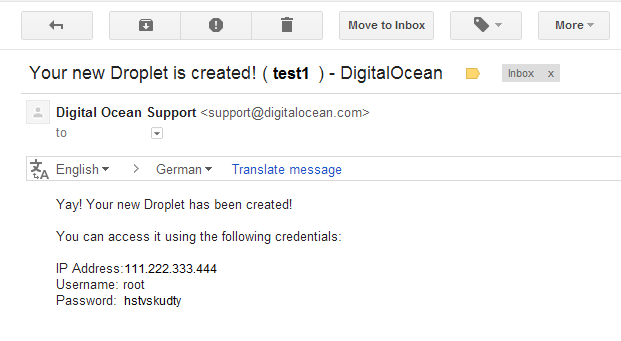 Move to Inbox
More
Your new Droplet is created! ( test1 ) - DigitalOcean
Inbox x
Digital Ocean Support <support@digitalocean.com>
to
English > German Translate message
Yay! Your new Droplet has been created!
You can access it using the following credentials:
IP Address:111.222.333.444
Username: root
Password: hstvskudty